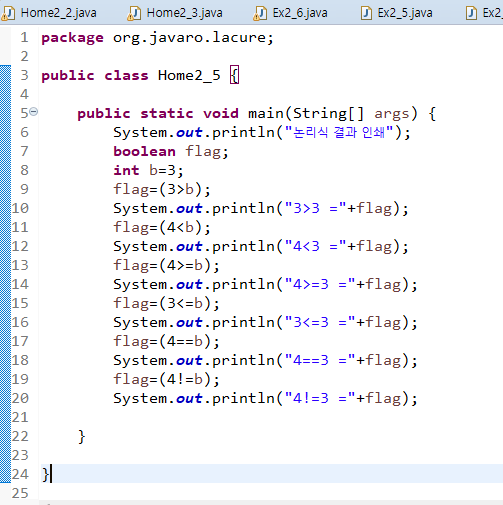 Home2_2.java Home2_3.java Ex2_6.java Ex2_5.java Ex2_
1 package org.javaro.lacure;
2
3 public class Home2_5 {
4
5 public static void main(String[] args) {
6 System.out.println("논리식 결과 인쇄");
7 boolean flag;
8 int b=3;
9 flag=(3>b);
10 System.out.println("3>3 ="+flag);
11 flag=(4<b);
12 System.out.println("4<3 ="+flag);
13 flag=(4>=b);
14 System.out.println("4>=3 ="+flag);
15 flag=(3<=b);
16 System.out.println("3<=3 ="+flag);
17 flag=(4==b);
18 System.out.println("4==3 ="+flag);
19 flag=(4!=b);
20 System.out.println("4!=3 ="+flag);
21
22 }
23
24 }
25